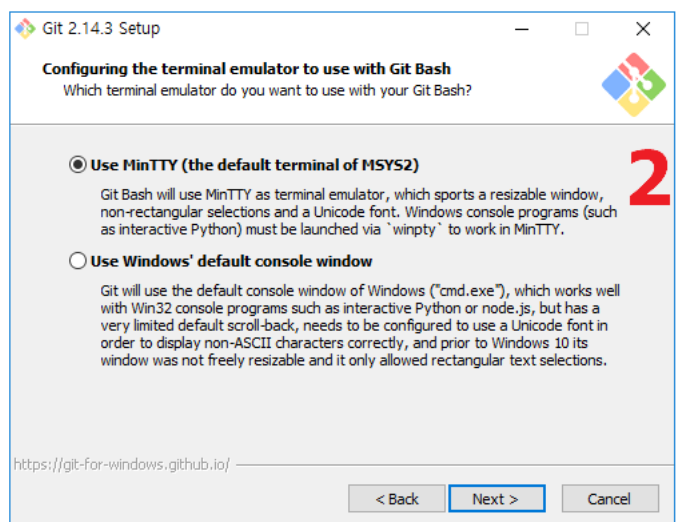 Git 2.14.3 Setup
Configuring the terminal emulator to use with Git Bash
Which terminal emulator do you want to use with your Git Bash?
2
Use MinTTY (the default terminal of MSYS2)
Git Bash will use MinTTY as terminal emulator, which sports a resizable window,
non-rectangular selections and a Unicode font. Windows console programs (such
as interactive Python) must be launched via `winpty` to work in MinTTY.
Use Windows' default console window
Git will use the default console window of Windows ("cmd.exe"), which works well
with Win32 console programs such as interactive Python or node.js, but has a
very limited default scroll-back, needs to be configured to use a Unicode font in
order to display non-ASCII characters correctly, and prior to Windows 10 its
window was not freely resizable and it only allowed rectangular text selections.
https://git-for-windows.github.io/
< Back Next > Cancel